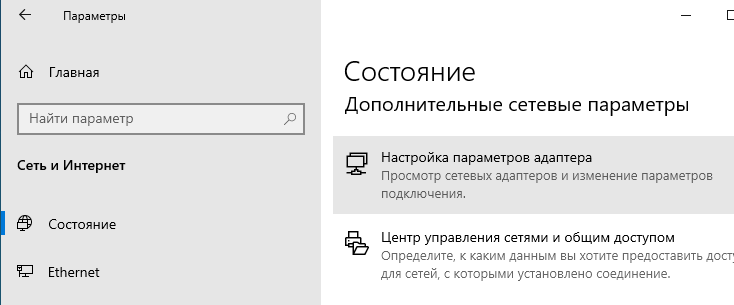 Параметры
Главная
Найти параметр
Сеть и Интернет
Состояние
Ethernet
Состояние
Дополнительные сетевые параметры
Настройка параметров адаптера
Просмотр сетевых адаптеров и изменение параметров
подключения.
Центр управления сетями и общим доступом
Определите, к каким данным вы хотите предоставить
для сетей, с которыми установлено соединение.